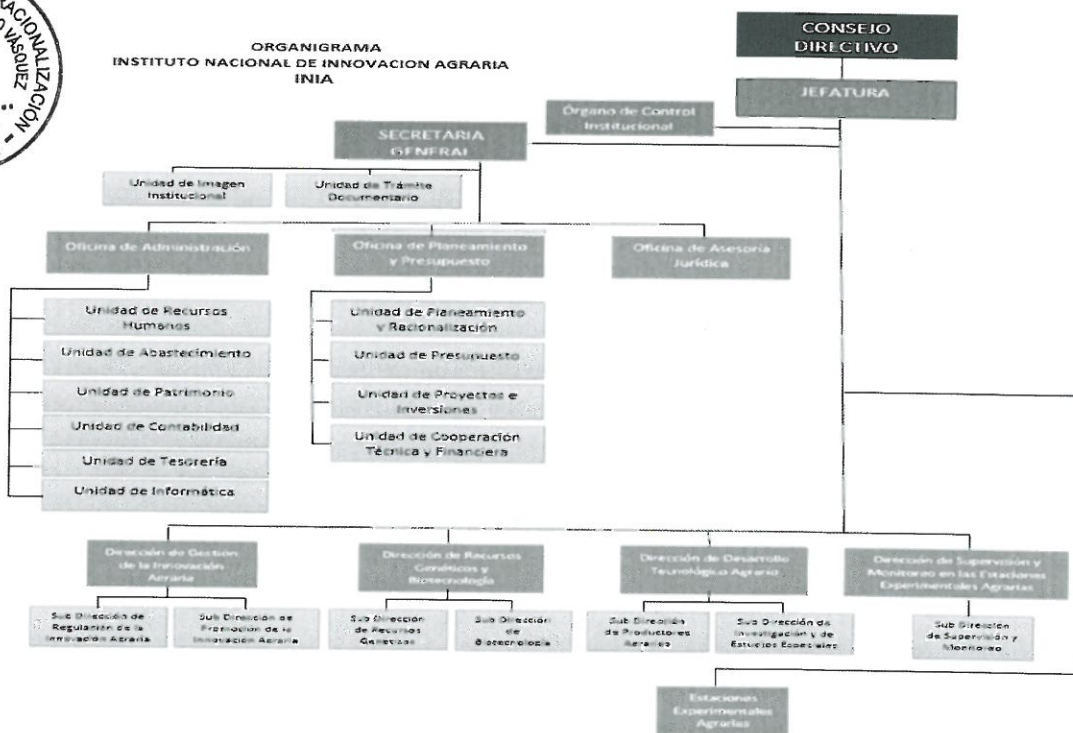 RACIONALIZACIÓN
O VÁSQUEZ
ORGANIGRAMA
INSTITUTO NACIONAL DE INNOVACION AGRARIA
INIA
CONSEJO
DIRECTIVO
JEFATURA
Órgano de Control
Institucional
SECRETARIA
GENERAL
Unidad de Imagen
Institucional
Unidad de Trámite
Documentario
Oficina de Administración
Oficina de Planeamiento
y Presupuesto
Oficina de Asesoría
Jurídica
Unidad de Recursos
Humanos
Unidad de Abastecimiento
Unidad de Patrimonio
Unidad de Contabilidad
Unidad de Tesorería
Unidad de Informática
Unidad de Planeamiento
y Racionalización
Unidad de Presupuesto
Unidad de Proyectos e
Inversiones
Unidad de Cooperación
Técnica y Financiera
Dirección de Gestión
de la Innovación
Agraria
Dirección de Recursos
Genéticos y
Biotecnología
Dirección de Desarrollo
Tecnológico Agrario
Dirección de Supervisión y
Monitoreo en las Estaciones
Experimentales Agrarias
Sub Dirección de
Regulación de la
Innovación Agraria
Sub Dirección de
Promoción de la
Innovación Agraria
Sub Dirección
de Recursos
Genéticos
Sub Dirección
de
Biotecnología
Sub Dirección
de Productores
Agrarios
Sub Dirección de
Investigación y de
Estudios Especiales
Sub Dirección
de Supervisión y
Monitoreo
Estaciones
Experimentales
Agrarias